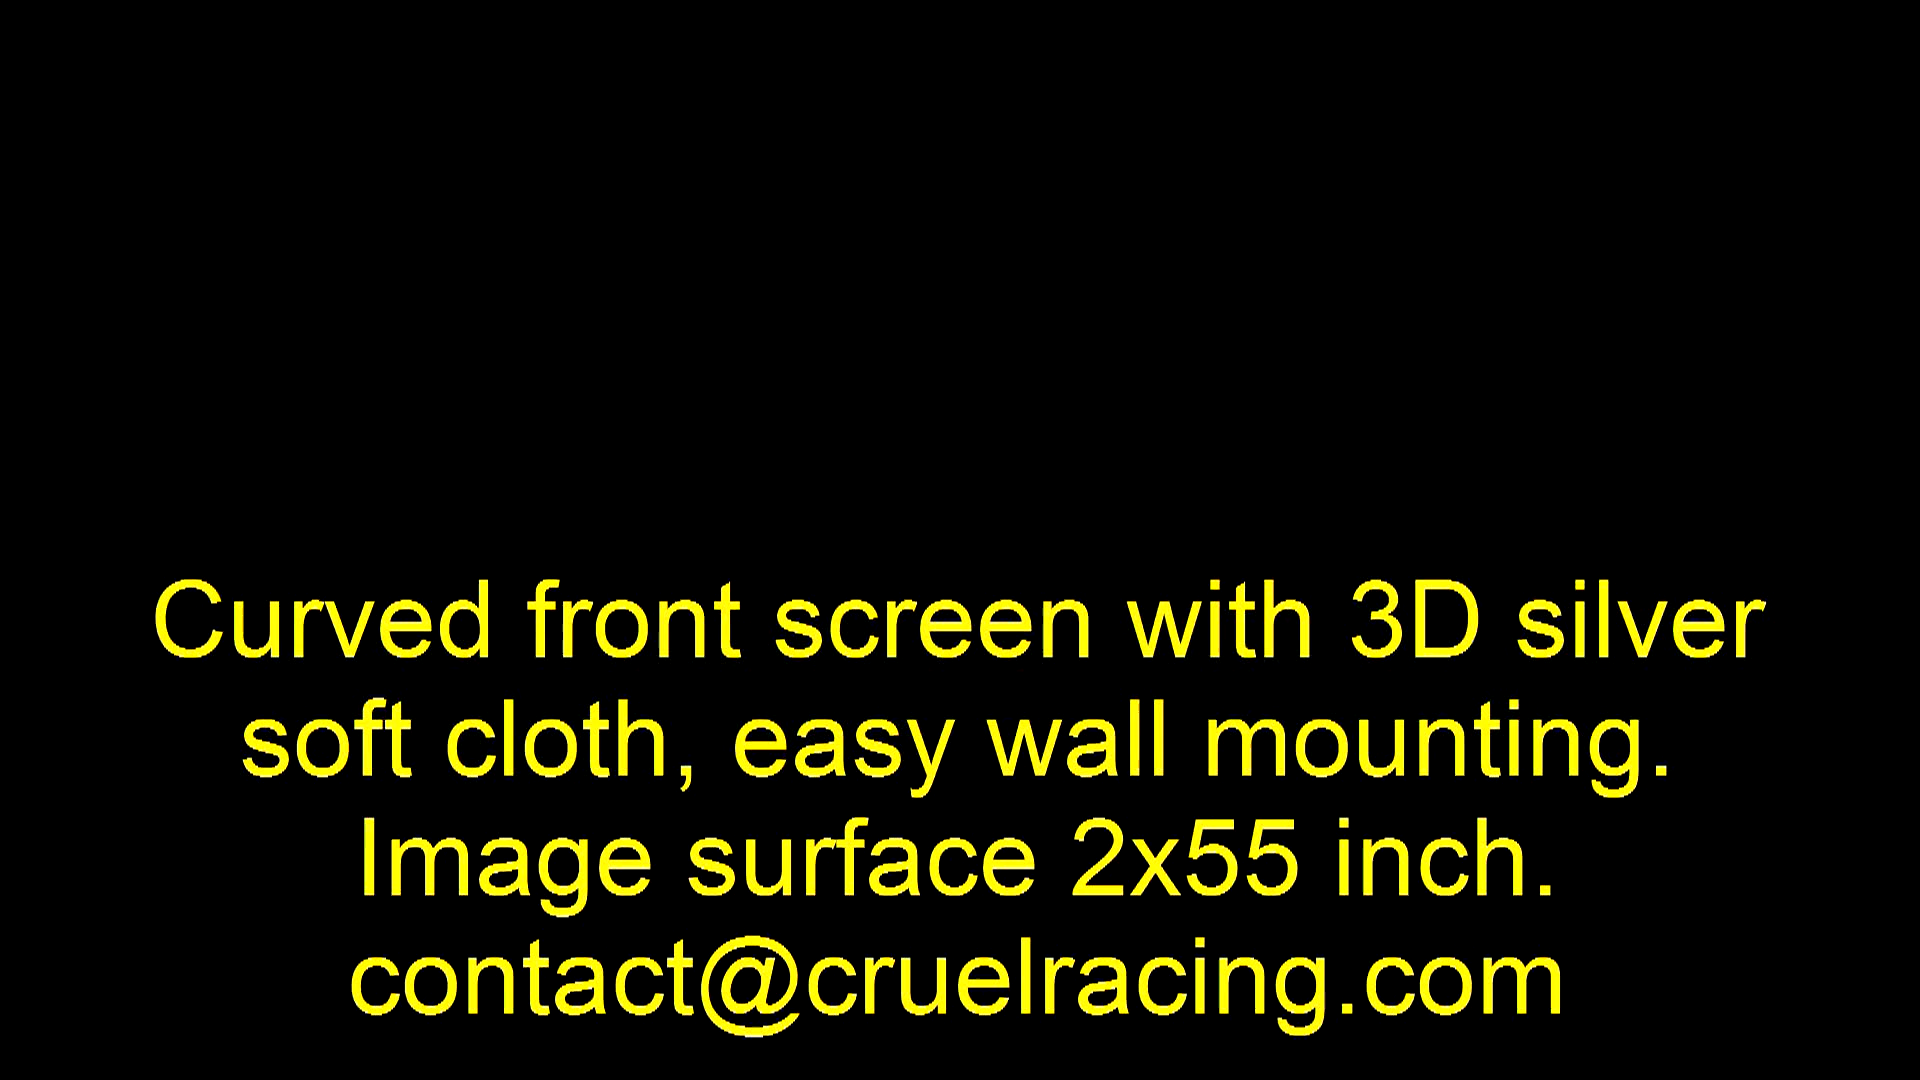 Curved front screen with 3D silver
soft cloth, easy wall mounting.
Image surface 2x55 inch.
contact@cruelracing.com